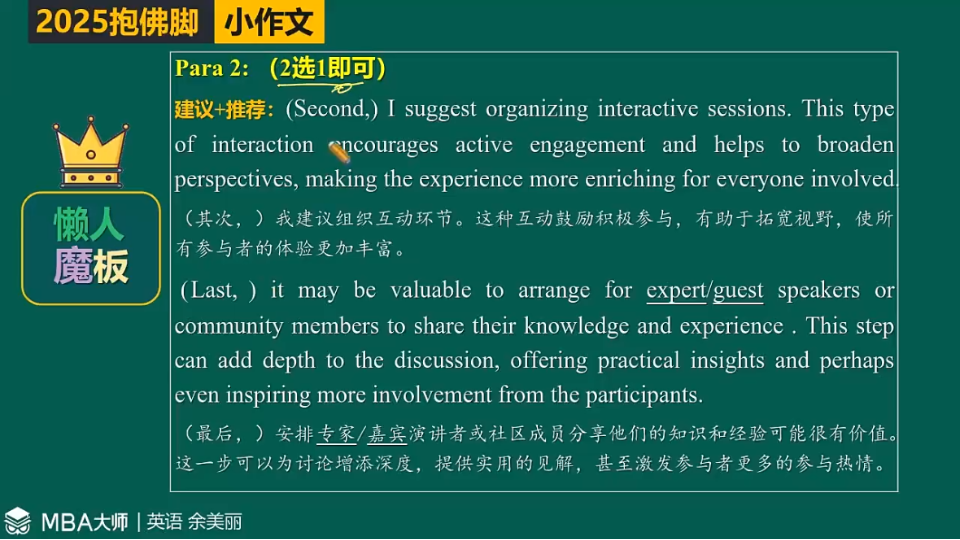 2025抱佛脚 小作文
Para 2: （2选1即可）
建议+推荐: (Second,) I suggest organizing interactive sessions. This type
of interaction encourages active engagement and helps to broaden
perspectives, making the experience more enriching for everyone involved.
（其次，）我建议组织互动环节。这种互动鼓励积极参与，有助于拓宽视野，使所
有参与者的体验更加丰富。
(Last, ) it may be valuable to arrange for expert/guest speakers or
community members to share their knowledge and experience . This step
can add depth to the discussion, offering practical insights and perhaps
even inspiring more involvement from the participants.
（最后，）安排专家/嘉宾演讲者或社区成员分享他们的知识和经验可能很有价值。
这一步可以为讨论增添深度，提供实用的见解，甚至激发参与者更多的参与热情。
懒人
魔板
MBA大师 | 英语 余美丽